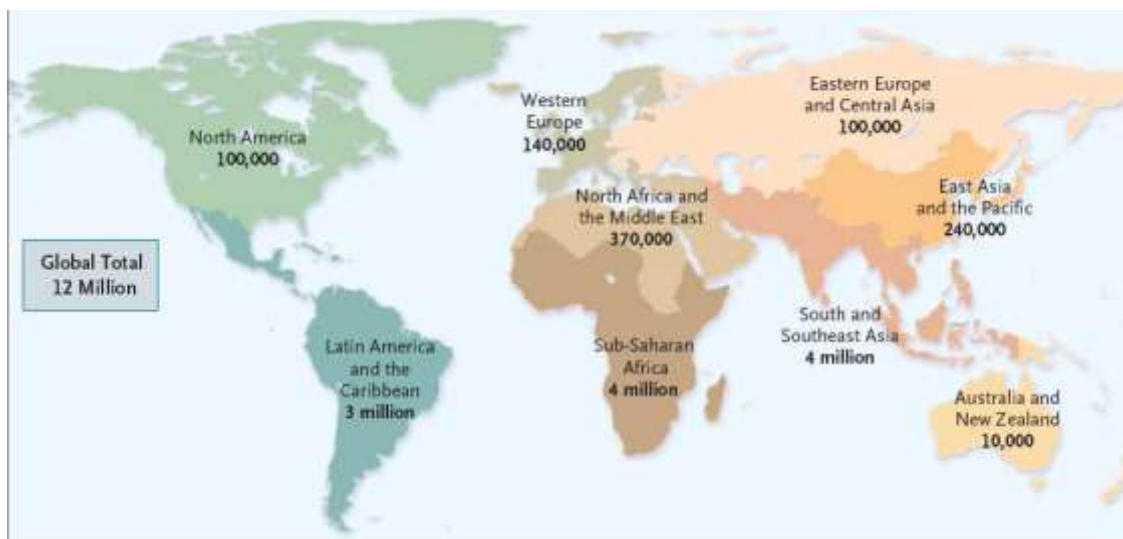 North America
100,000
Western
Europe
140,000
Eastern Europe
and Central Asia
100,000
North Africa and
the Middle East
370,000
East Asia
and the Pacific
240,000
Global Total
12 Million
Latin America
and the
Caribbean
3 million
Sub-Saharan
Africa
4 million
South and
Southeast Asia
4 million
Australia and
New Zealand
10,000